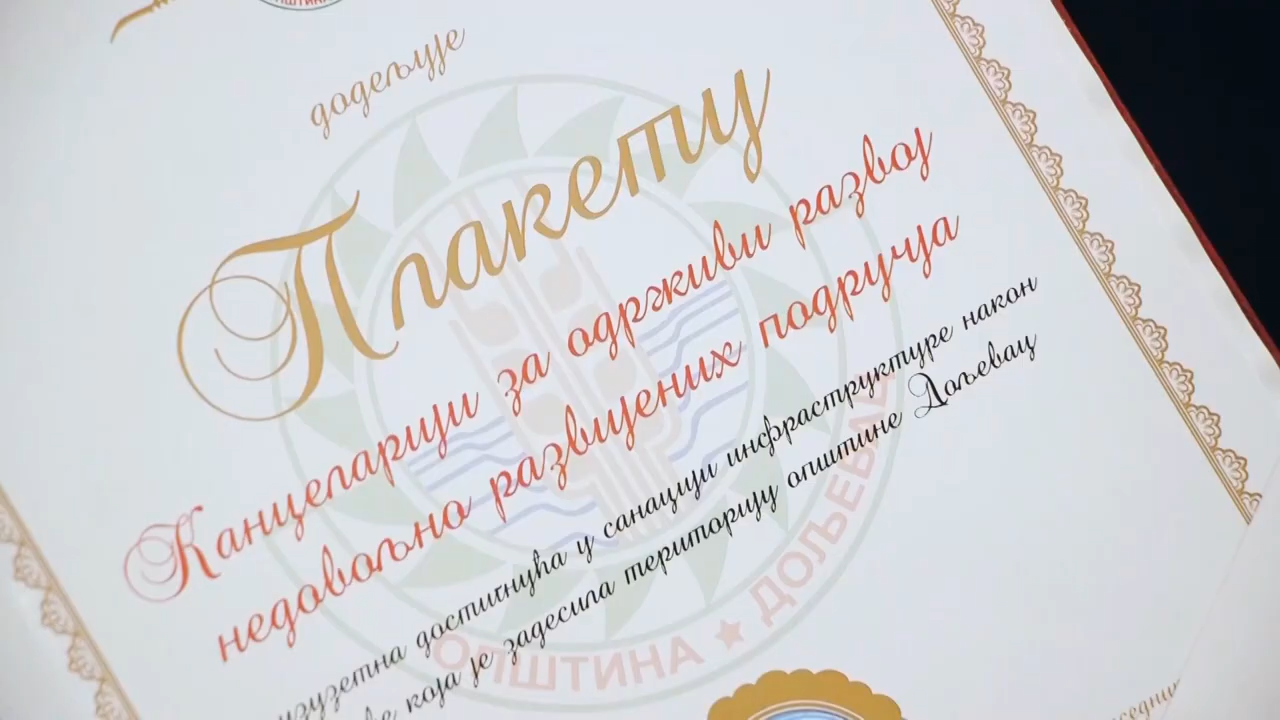 додељује
Плакету
Канцеларији за одрживи развој
недовољно развијених подручја
изузетна достигнућа у санацији инфраструктуре након
која је задесила територију општине Дољевац
ОПШТИНА ★ ДОЉЕВАЦ